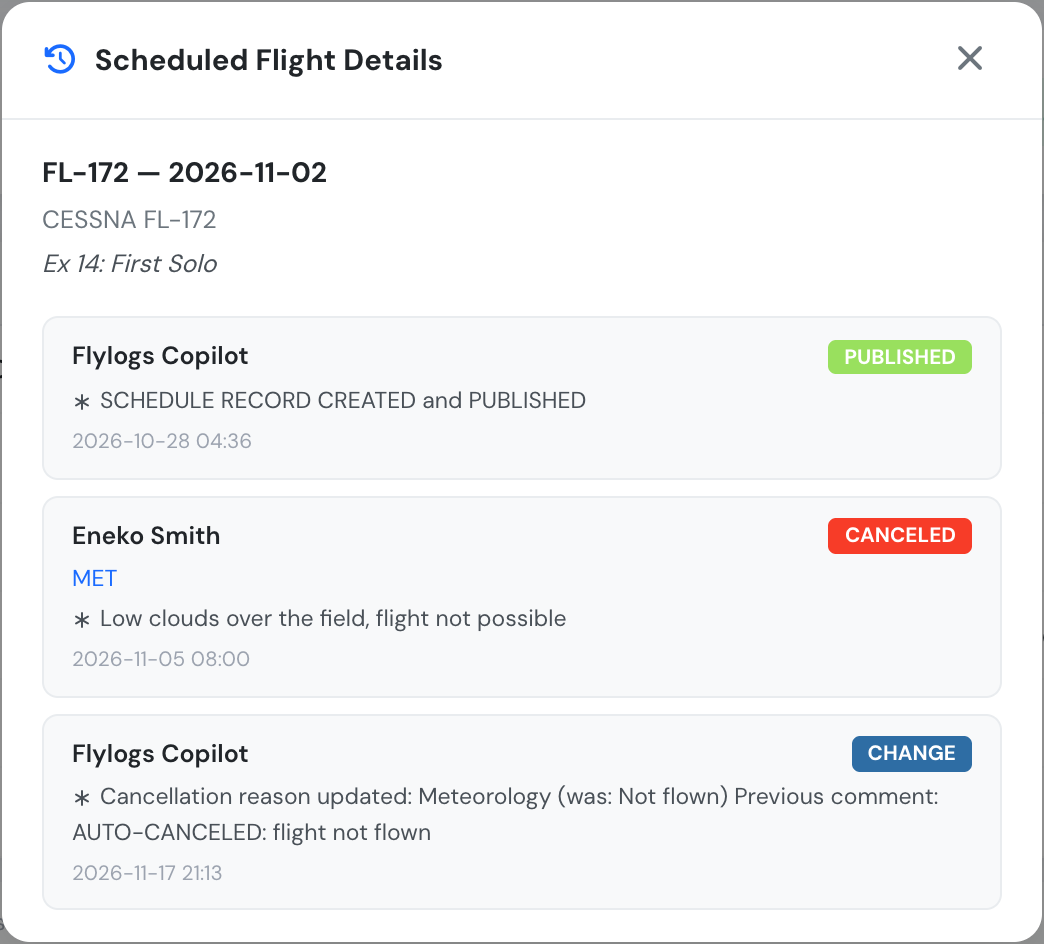 Scheduled Flight Details
FL-172 — 2026-11-02
CESSNA FL-172
Ex 14: First Solo
Flylogs Copilot
PUBLISHED
∗ SCHEDULE RECORD CREATED and PUBLISHED
2026-10-28 04:36
Eneko Smith
CANCELED
MET
∗ Low clouds over the field, flight not possible
2026-11-05 08:00
Flylogs Copilot
CHANGE
∗ Cancellation reason updated: Meteorology (was: Not flown) Previous comment:
AUTO-CANCELED: flight not flown
2026-11-17 21:13